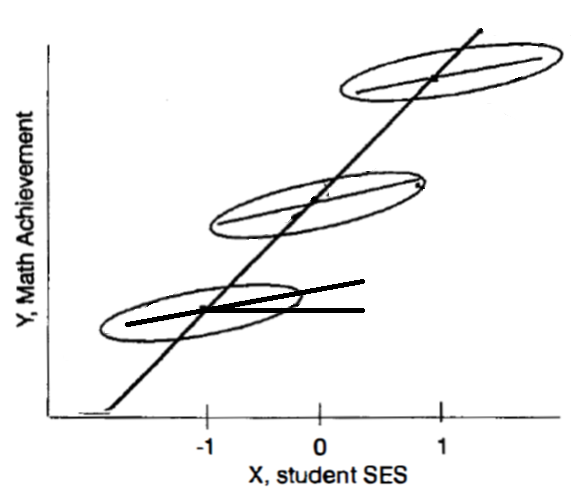 Y, Math Achievement
-1 0 1
X, student SES